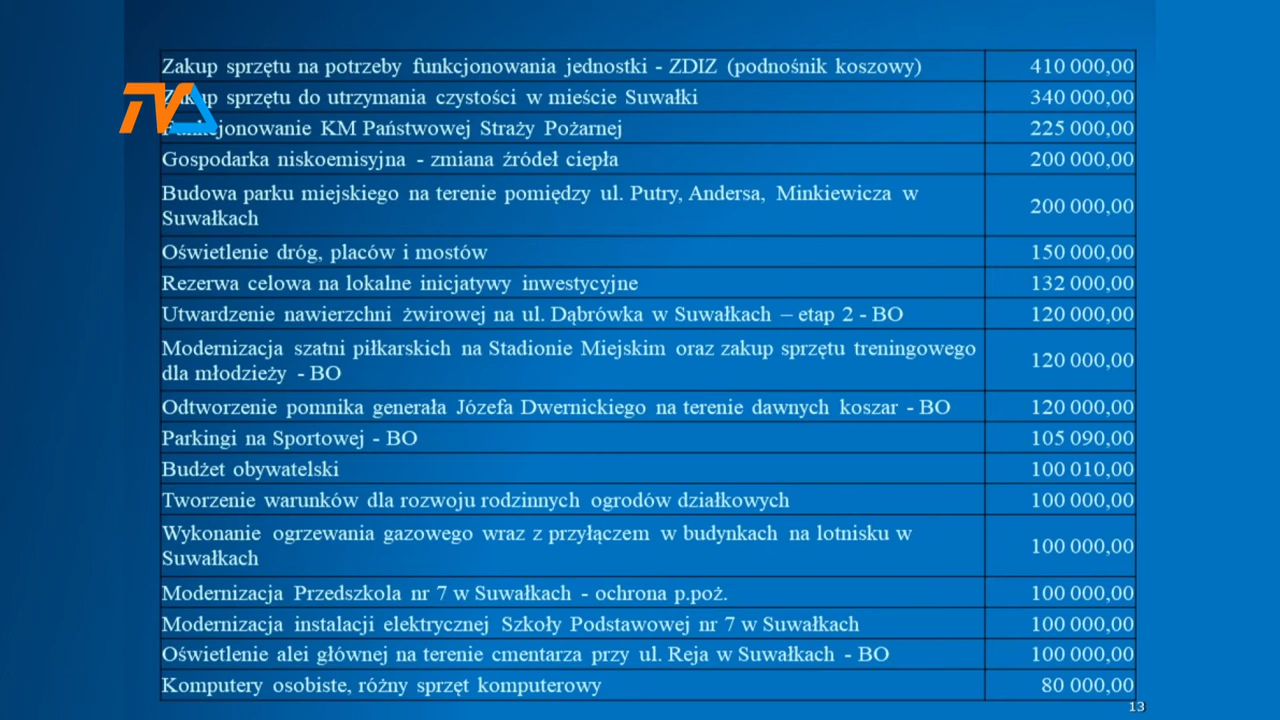 Zakup sprzętu na potrzeby funkcjonowania jednostki - ZDIZ (podnośnik koszowy) 410 000,00
TVA
Zakup sprzętu do utrzymania czystości w mieście Suwałki 340 000,00
Funkcjonowanie KM Państwowej Straży Pożarnej 225 000,00
Gospodarka niskoemisyjna - zmiana źródeł ciepła 200 000,00
Budowa parku miejskiego na terenie pomiędzy ul. Putry, Andersa, Minkiewicza w
Suwałkach 200 000,00
Oświetlenie dróg, placów i mostów 150 000,00
Rezerwa celowa na lokalne inicjatywy inwestycyjne 132 000,00
Utwardzenie nawierzchni żwirowej na ul. Dąbrówka w Suwałkach – etap 2 - BO 120 000,00
Modernizacja szatni piłkarskich na Stadionie Miejskim oraz zakup sprzętu treningowego
dla młodzieży - BO 120 000,00
Odtworzenie pomnika generała Józefa Dwernickiego na terenie dawnych koszar - BO 120 000,00
Parkingi na Sportowej - BO 105 090,00
Budżet obywatelski 100 010,00
Tworzenie warunków dla rozwoju rodzinnych ogrodów działkowych 100 000,00
Wykonanie ogrzewania gazowego wraz z przyłączem w budynkach na lotnisku w
Suwałkach 100 000,00
Modernizacja Przedszkola nr 7 w Suwałkach - ochrona p.poż. 100 000,00
Modernizacja instalacji elektrycznej Szkoły Podstawowej nr 7 w Suwałkach 100 000,00
Oświetlenie alei głównej na terenie cmentarza przy ul. Reja w Suwałkach - BO 100 000,00
Komputery osobiste, różny sprzęt komputerowy 80 000,00
13